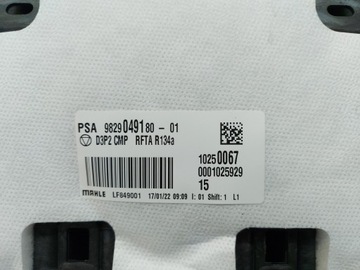 PSA 9829049180-01
D3P2 CMP RFTA R134a
10250067
0001025929
15
MAHLE LF849001 17/01/22 09:09 I: 01 Shift: 1 L1